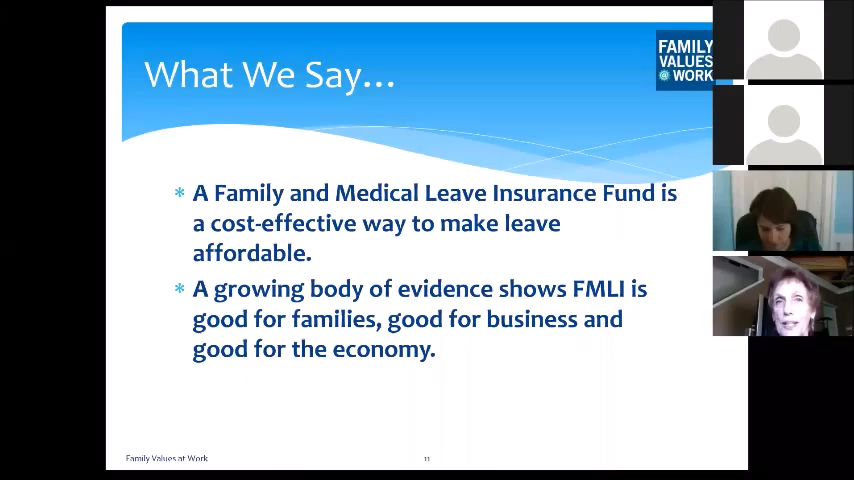 What We Say...
FAMILY
VALUES
@ WORK
* A Family and Medical Leave Insurance Fund is
a cost-effective way to make leave
affordable.
* A growing body of evidence shows FMLI is
good for families, good for business and
good for the economy.
Family Values at Work
11